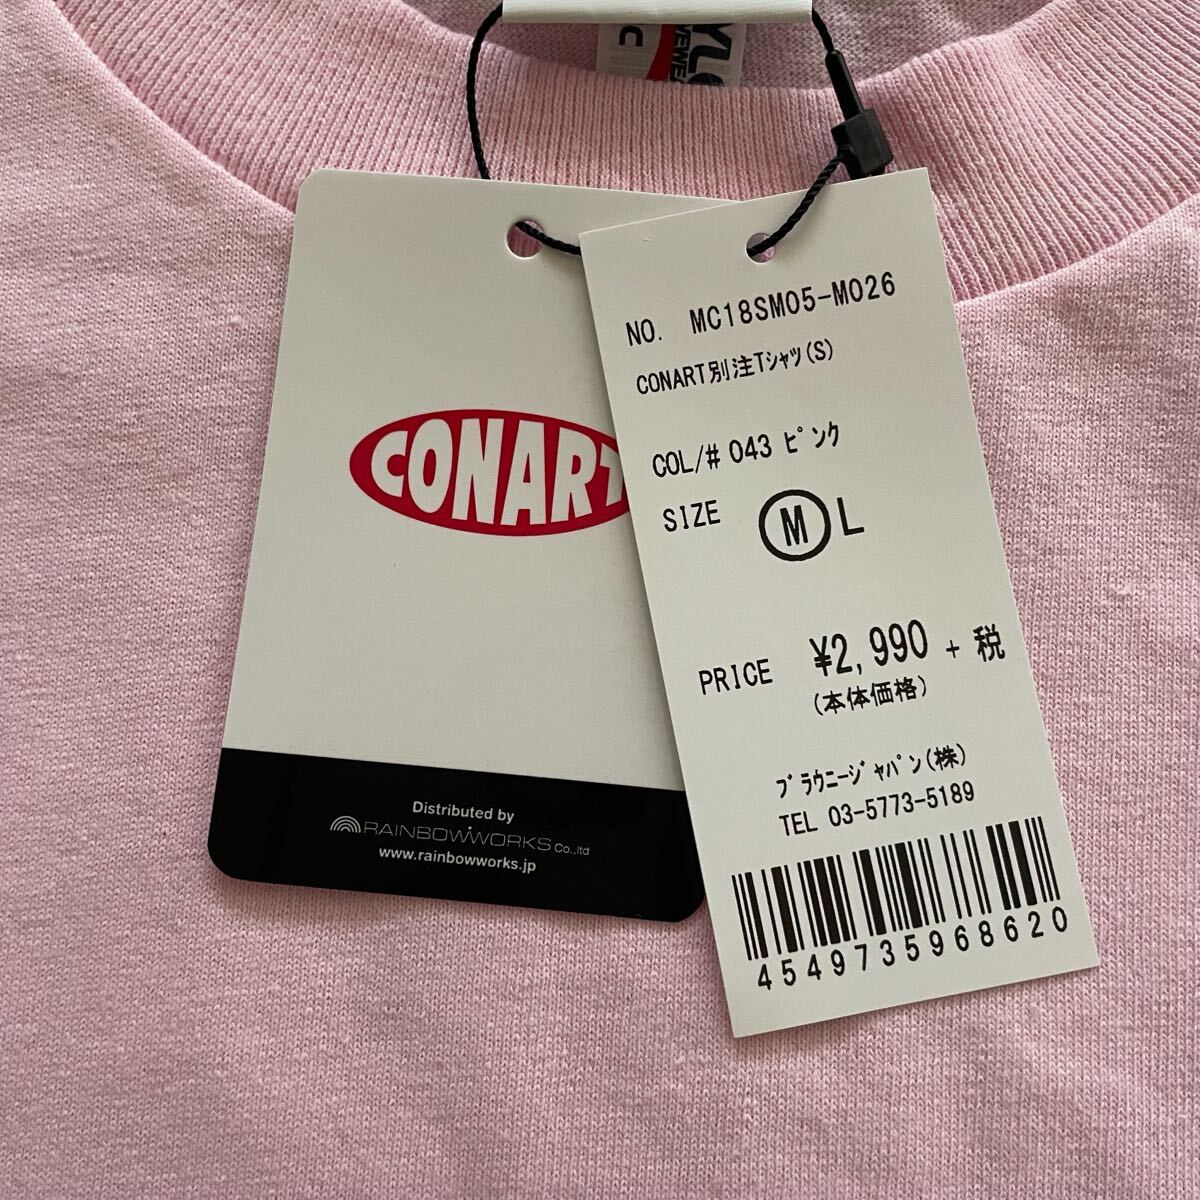 C
CONART
Distributed by
RAINBOWWORKS Co.,ltd
www.rainbowworks.jp
NO. MC18SM05-M026
CONART別注Tシャツ(S)
COL/# 043 ピンク
SIZE M L
PRICE ¥2,990 + 税
(本体価格)
ブラウニージャパン(株)
TEL 03-5773-5189
4549735968620